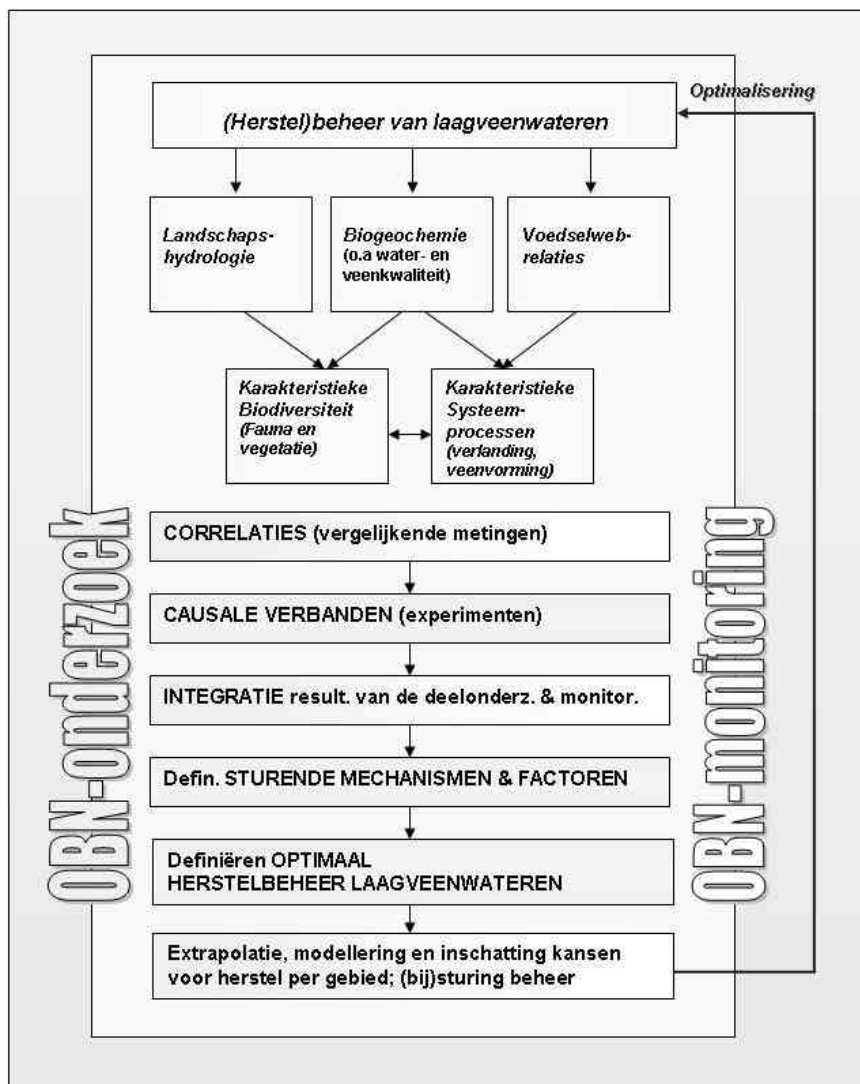 Optimalisering
(Herstel)beheer van laagveenwateren
Landschaps-
hydrologie
Biogeochemie
(o.a water- en
veenkwaliteit)
Voedselweb-
relaties
Karakteristieke
Biodiversiteit
(Fauna en
vegetatie)
Karakteristieke
Systeem-
processen
(verlanding,
veenvorming)
OBN-onderzoek
OBN-monitoring
CORRELATIES (vergelijkende metingen)
CAUSALE VERBANDEN (experimenten)
INTEGRATIE result. van de deelonderz. & monitor.
Defin. STURENDE MECHANISMEN & FACTOREN
Definiëren OPTIMAAL
HERSTELBEHEER LAAGVEENWATEREN
Extrapolatie, modellering en inschatting kansen
voor herstel per gebied; (bij)sturing beheer